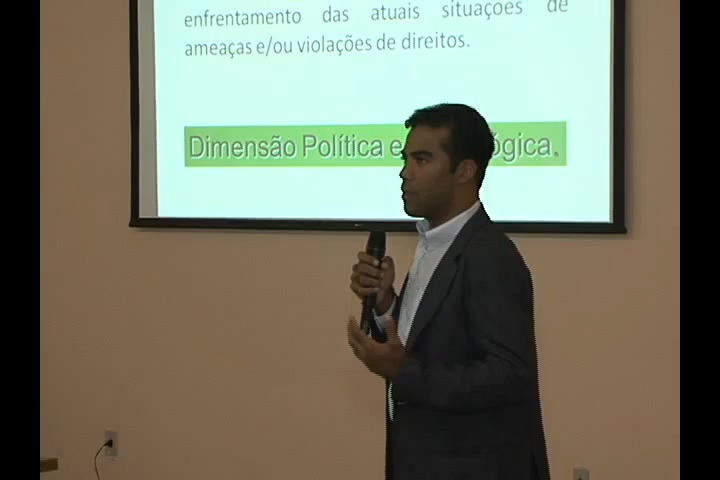 enfrentamento das atuais situações de
ameaças e/ou violações de direitos.
Dimensão Política e ógica.